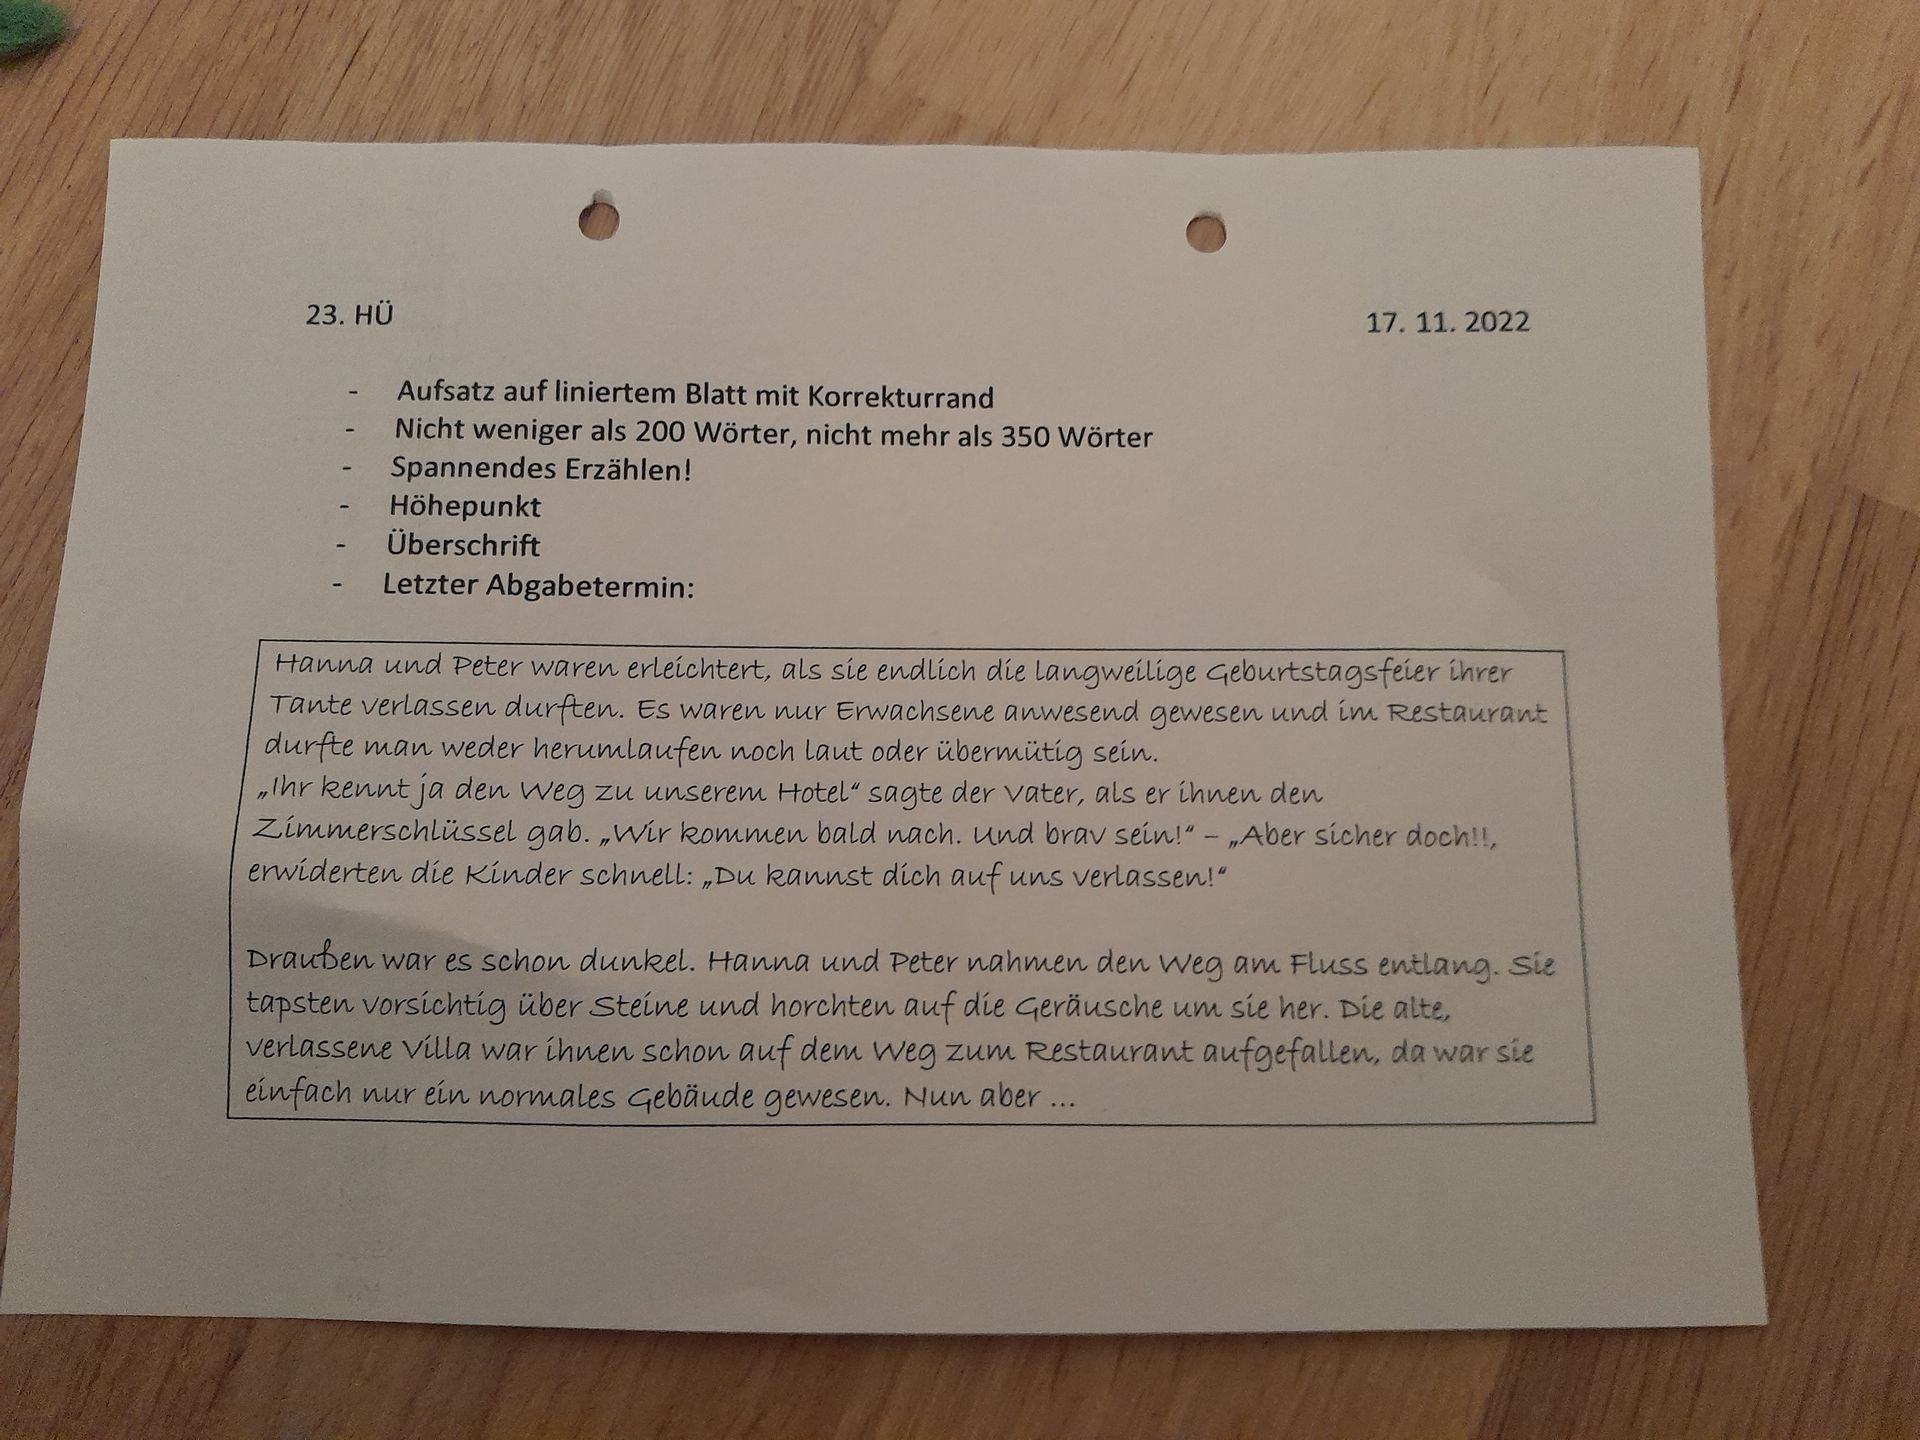 23. HÜ
17. 11. 2022
- Aufsatz auf liniertem Blatt mit Korrekturrand
- Nicht weniger als 200 Wörter, nicht mehr als 350 Wörter
- Spannendes Erzählen!
- Höhepunkt
- Überschrift
- Letzter Abgabetermin:
Hanna und Peter waren erleichtert, als sie endlich die langweilige Geburtstagsfeier ihrer
Tante verlassen durften. Es waren nur Erwachsene anwesend gewesen und im Restaurant
durfte man weder herumlaufen noch laut oder übermütig sein.
„Ihr kennt ja den Weg zu unserem Hotel“ sagte der Vater, als er ihnen den
Zimmerschlüssel gab. „Wir kommen bald nach. Und brav sein!“ – „Aber sicher doch!!,
erwiderten die Kinder schnell: „Du kannst dich auf uns verlassen!“
Draußen war es schon dunkel. Hanna und Peter nahmen den Weg am Fluss entlang. Sie
tapsten vorsichtig über Steine und horchten auf die Geräusche um sie her. Die alte,
verlassene Villa war ihnen schon auf dem Weg zum Restaurant aufgefallen, da war sie
einfach nur ein normales Gebäude gewesen. Nun aber ...